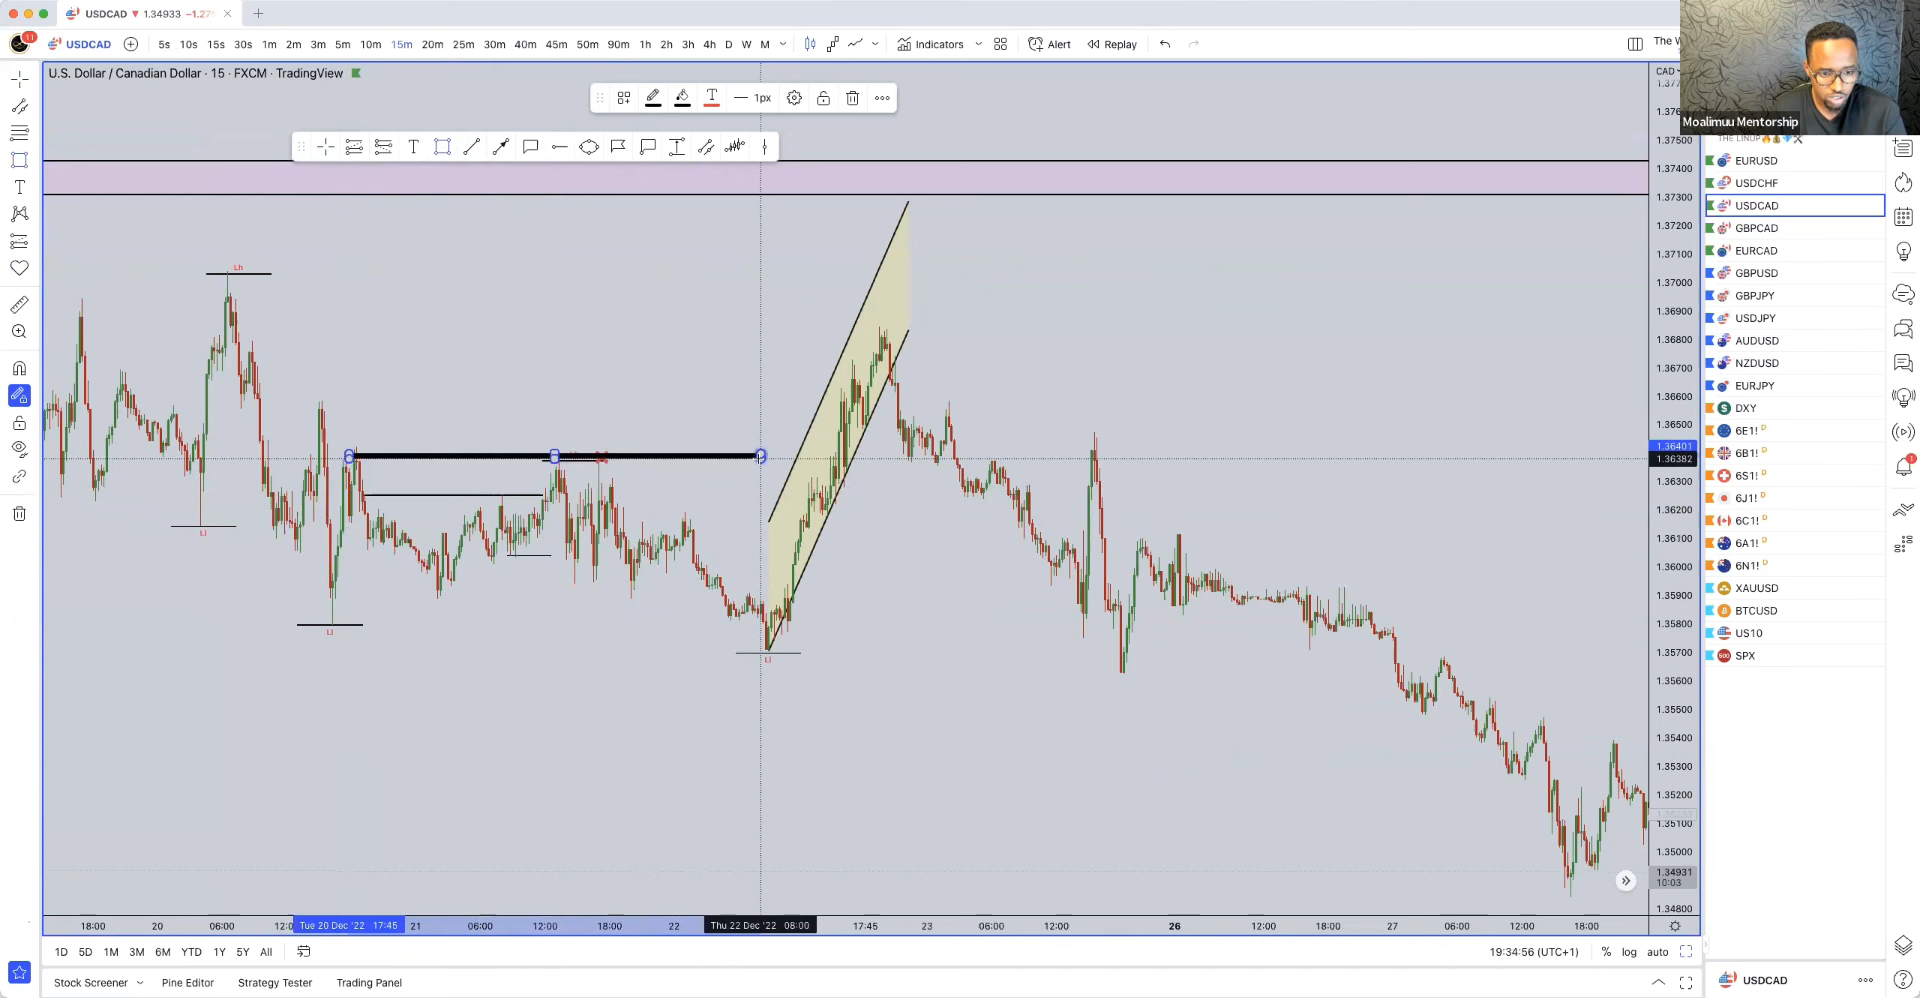 USDCAD ▼ 1.34933 −1.27
11
USDCAD
5s 10s 15s 30s 1m 2m 3m 5m 10m 15m 20m 25m 30m 40m 45m 50m 90m 1h 2h 3h 4h D W M
Indicators
Alert
Replay
The
U.S. Dollar / Canadian Dollar · 15 · FXCM · TradingView
CAD
T 1px
T
Moalimuu Mentorship
THE LINUP
EURUSD
USDCHF
USDCAD
GBPCAD
EURCAD
GBPUSD
GBPJPY
USDJPY
AUDUSD
NZDUSD
EURJPY
DXY
6E1! D
6B1! D
6S1! D
6J1! D
6C1! D
6A1! D
6N1! D
XAUUSD
BTCUSD
US10
SPX
1.37500
1.37400
1.37300
1.37200
1.37100
1.37000
1.36900
1.36800
1.36700
1.36600
1.36500
1.36401
1.36382
1.36300
1.36200
1.36100
1.36000
1.35900
1.35800
1.35700
1.35600
1.35500
1.35400
1.35300
1.35200
1.35100
1.35000
1.34931
10:03
1.34800
Lh
Ll
Ll
Ll
18:00 20 06:00 12:0 Tue 20 Dec '22 17:45 21 06:00 12:00 18:00 22 Thu 22 Dec '22 08:00 17:45 23 06:00 12:00 26 12:00 18:00 27 06:00 12:00 18:00
1D 5D 1M 3M 6M YTD 1Y 5Y All
19:34:56 (UTC+1) % log auto
Stock Screener Pine Editor Strategy Tester Trading Panel
USDCAD